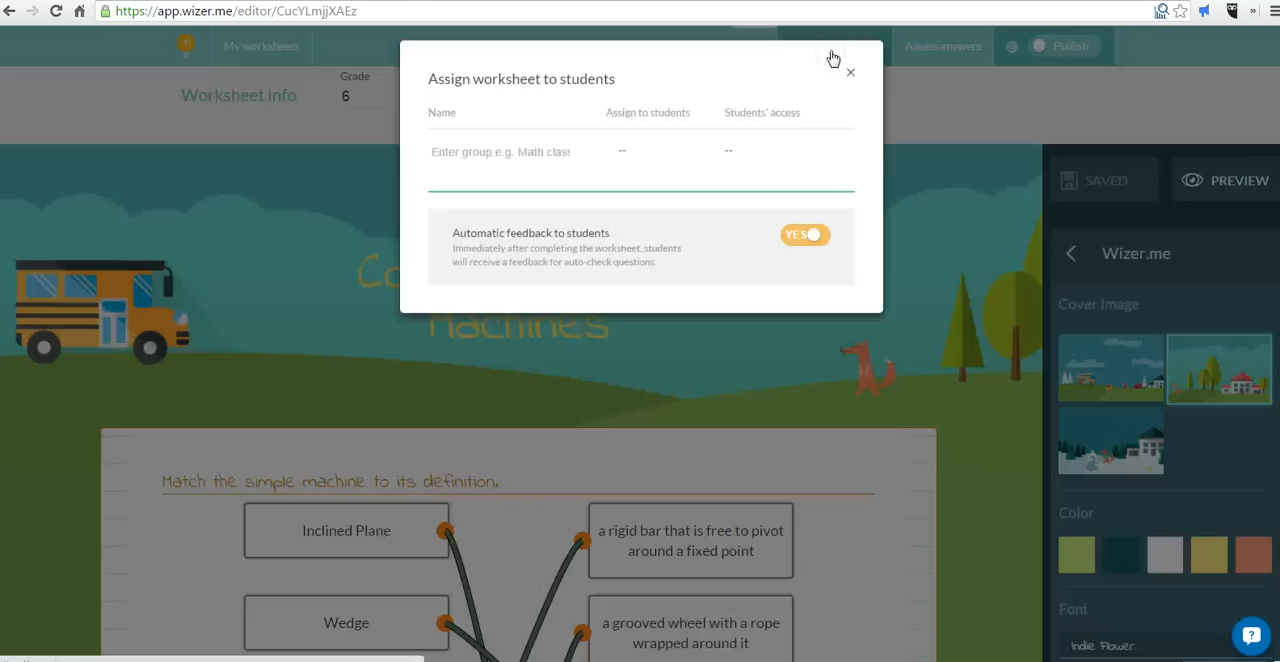 https://app.wizer.me/editor/CucYLmjjXAEz
My worksheets
Assess answers
Publish
Worksheet info
Grade
6
Assign worksheet to students
Name
Assign to students
Students' access
Enter group e.g. Math class
--
--
Automatic feedback to students
Immediately after completing the worksheet, students
will receive a feedback for auto-check questions.
YES
SAVED
PREVIEW
Wizer.me
Cover Image
Color
Font
Indie Flower
Machines
Match the simple machine to its definition.
Inclined Plane
a rigid bar that is free to pivot
around a fixed point
Wedge
a grooved wheel with a rope
wrapped around it